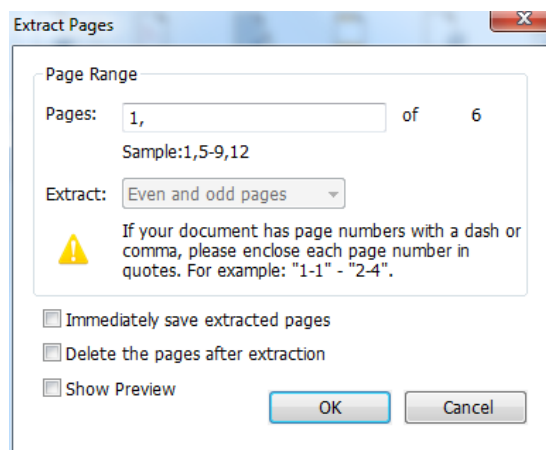 Extract Pages
x
Page Range
Pages: 1, of 6
Sample:1,5-9,12
Extract: Even and odd pages
If your document has page numbers with a dash or
comma, please enclose each page number in
quotes. For example: "1-1" - "2-4".
Immediately save extracted pages
Delete the pages after extraction
Show Preview
OK Cancel